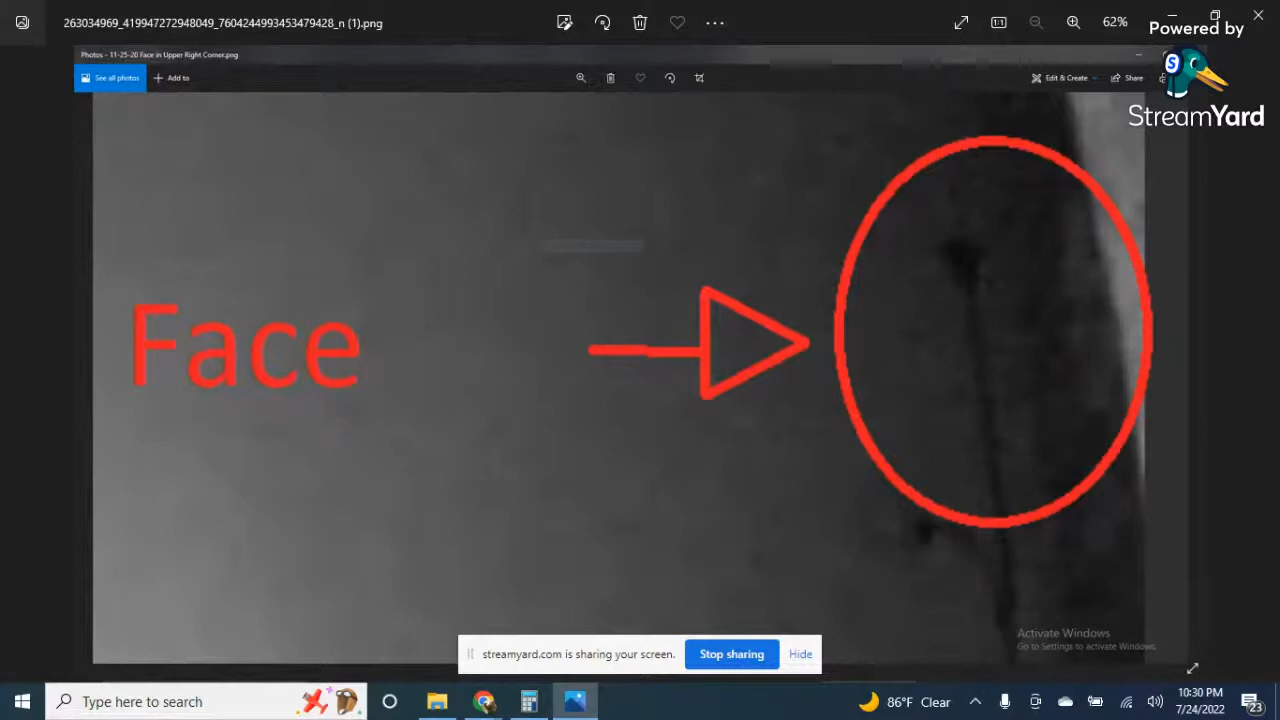 263034969_419947272948049_7604244993453479428_n (1).png
62%
Powered by
StreamYard
Photos - 11-25-20 Face in Upper Right Corner.png
See all photos
Add to
Edit & Create
Share
Face
Activate Windows
Go to Settings to activate Windows.
streamyard.com is sharing your screen.
Stop sharing
Hide
Type here to search
86°F Clear
10:30 PM
7/24/2022
23